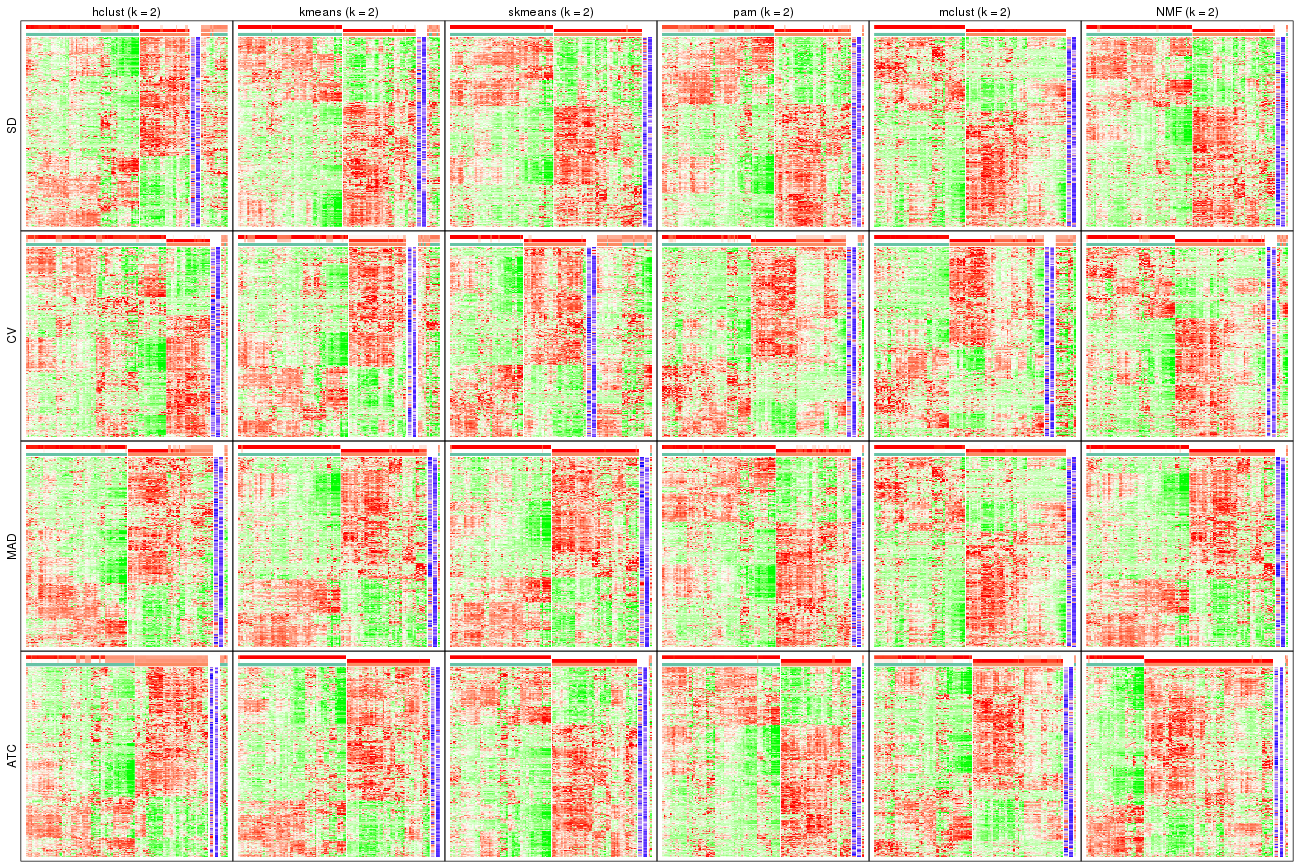 hclust (k = 2) kmeans (k = 2) skmeans (k = 2) pam (k = 2) mclust (k = 2) NMF (k = 2)
SD
CV
MAD
ATC